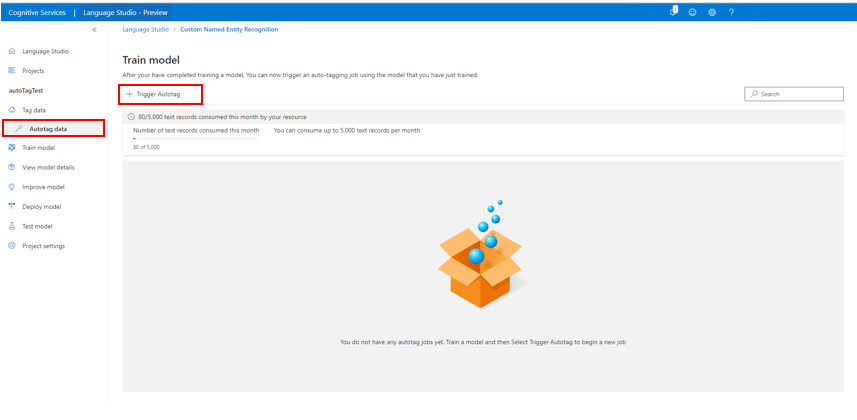 Cognitive Services | Language Studio - Preview
1
?
Language Studio > Custom Named Entity Recognition
Language Studio
Projects
autoTagTest
Tag data
Autotag data
Train model
View model details
Improve model
Deploy model
Test model
Project settings
Train model
After your have completed training a model, You can now trigger an auto-tagging job using the model that you have just trained.
+ Trigger Autotag
Search
80/5,000 text records consumed this month by your resource
Number of text records consumed this month You can consume up to 5,000 text records per month
80 of 5,000
You do not have any autotag jobs yet. Train a model and then Select Trigger Autotag to begin a new job